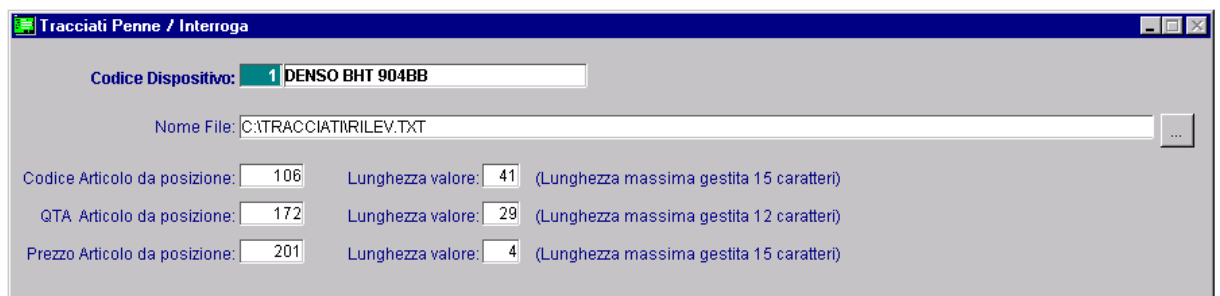 Tracciati Penne / Interroga
Codice Dispositivo: 1 DENSO BHT 904BB
Nome File: C:\TRACCIATI\RILEV.TXT ...
Codice Articolo da posizione: 106 Lunghezza valore: 41 (Lunghezza massima gestita 15 caratteri)
QTA Articolo da posizione: 172 Lunghezza valore: 29 (Lunghezza massima gestita 12 caratteri)
Prezzo Articolo da posizione: 201 Lunghezza valore: 4 (Lunghezza massima gestita 15 caratteri)